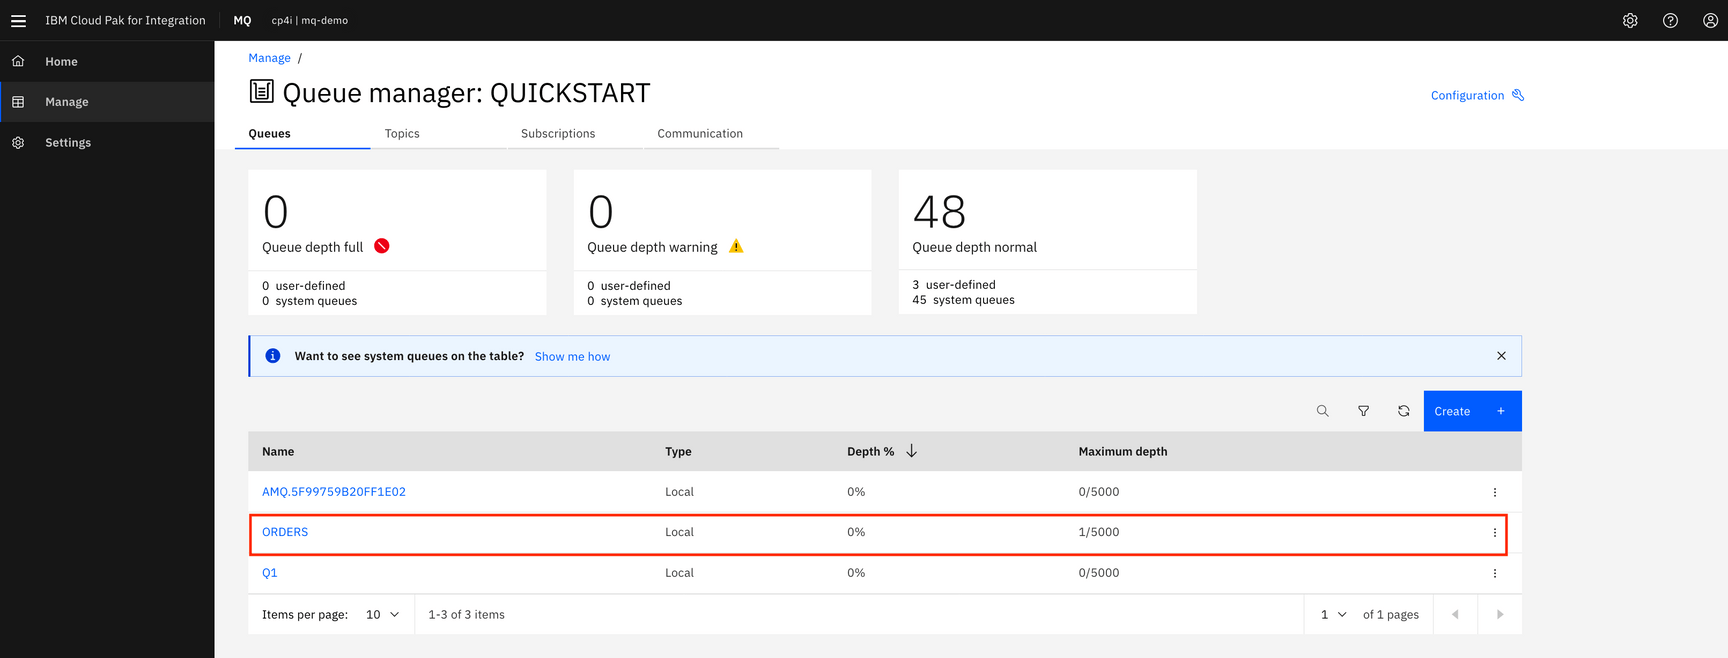 IBM Cloud Pak for Integration MQ cp4i | mq-demo
Home
Manage
Settings
Manage /
Queue manager: QUICKSTART
Configuration
Queues Topics Subscriptions Communication
0
Queue depth full
0 user-defined
0 system queues
0
Queue depth warning
0 user-defined
0 system queues
48
Queue depth normal
3 user-defined
45 system queues
Want to see system queues on the table? Show me how
Create +
Name Type Depth % Maximum depth
AMQ.5F99759B20FF1E02 Local 0% 0/5000
ORDERS Local 0% 1/5000
Q1 Local 0% 0/5000
Items per page: 10 1-3 of 3 items 1 of 1 pages